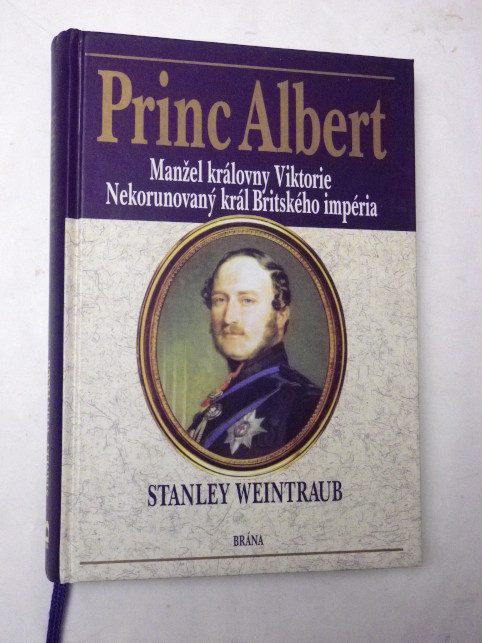 Princ Albert
Manžel královny Viktorie
Nekorunovaný král Britského impéria
STANLEY WEINTRAUB
BRÁNA